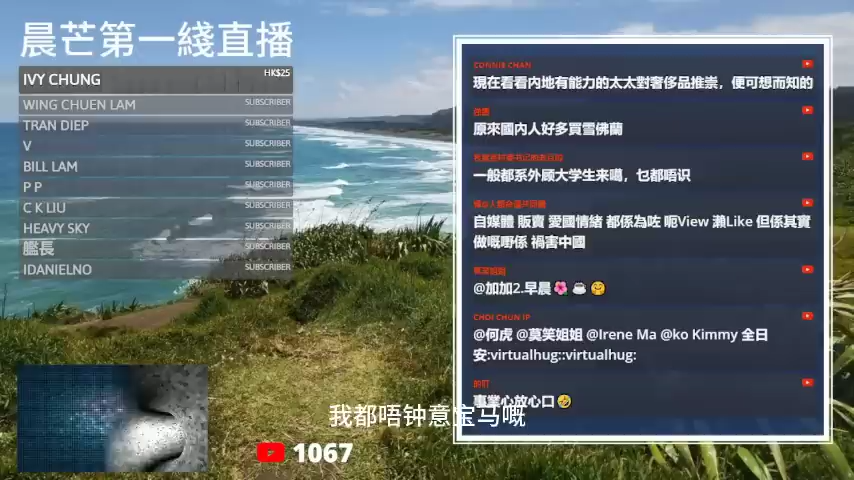 晨芒第一綫直播
IVY CHUNG HK$25
WING CHUEN LAM SUBSCRIBER
TRAN DIEP SUBSCRIBER
V SUBSCRIBER
BILL LAM SUBSCRIBER
P P SUBSCRIBER
C K LIU SUBSCRIBER
HEAVY SKY SUBSCRIBER
艦長 SUBSCRIBER
IDANIELNO SUBSCRIBER
CONNIE CHAN
現在看看内地有能力的太太對奢侈品推崇，便可想而知的
原來國內人好多買雪佛蘭
一般都系外顾大学生来噶，乜都唔识
自媒體 販賣 愛國情緒 都係為咗 呃View 瀨Like 但係其實
做嘅嘢係 禍害中國
@加加2.早晨🌺☕🤗
CHOI CHUN IP
@何虎 @莫笑姐姐 @Irene Ma @ko Kimmy 全日
安:virtualhug::virtualhug:
的叮
事業心放心口🤣
我都唔钟意宝马嘅
1067